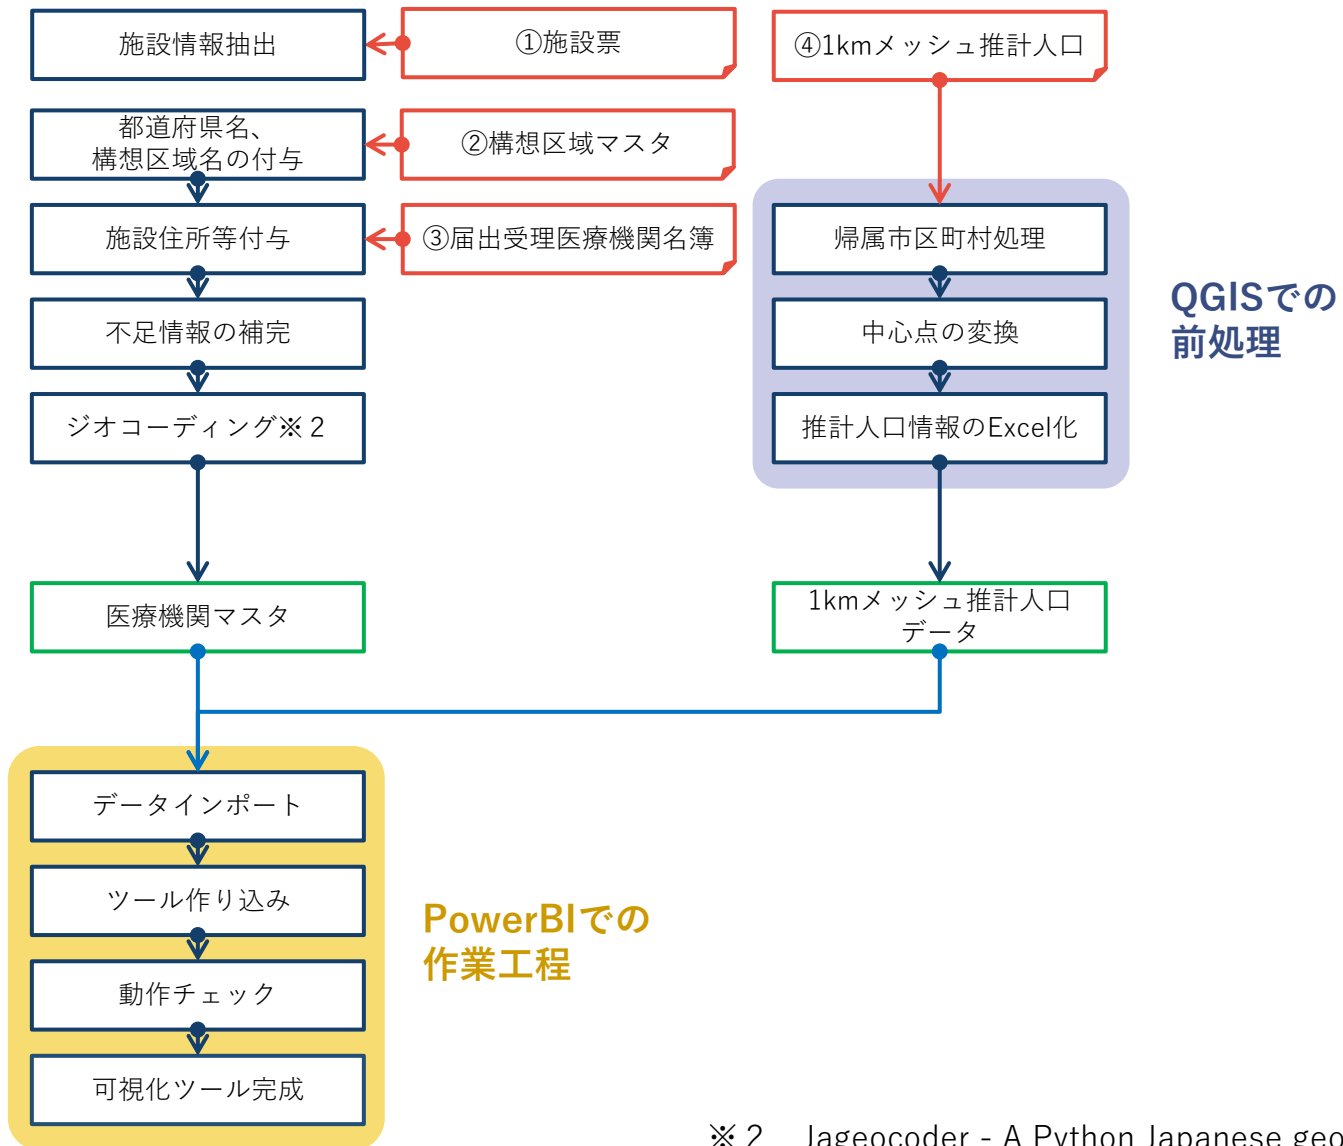 施設情報抽出
①施設票
④1kmメッシュ推計人口
都道府県名、
構想区域名の付与
②構想区域マスタ
施設住所等付与
③届出受理医療機関名簿
帰属市区町村処理
不足情報の補完
中心点の変換
QGISでの
前処理
ジオコーディング※２
推計人口情報のExcel化
医療機関マスタ
1kmメッシュ推計人口
データ
データインポート
ツール作り込み
PowerBIでの
作業工程
動作チェック
可視化ツール完成
※２ Jageocoder - A Python Japanese geo